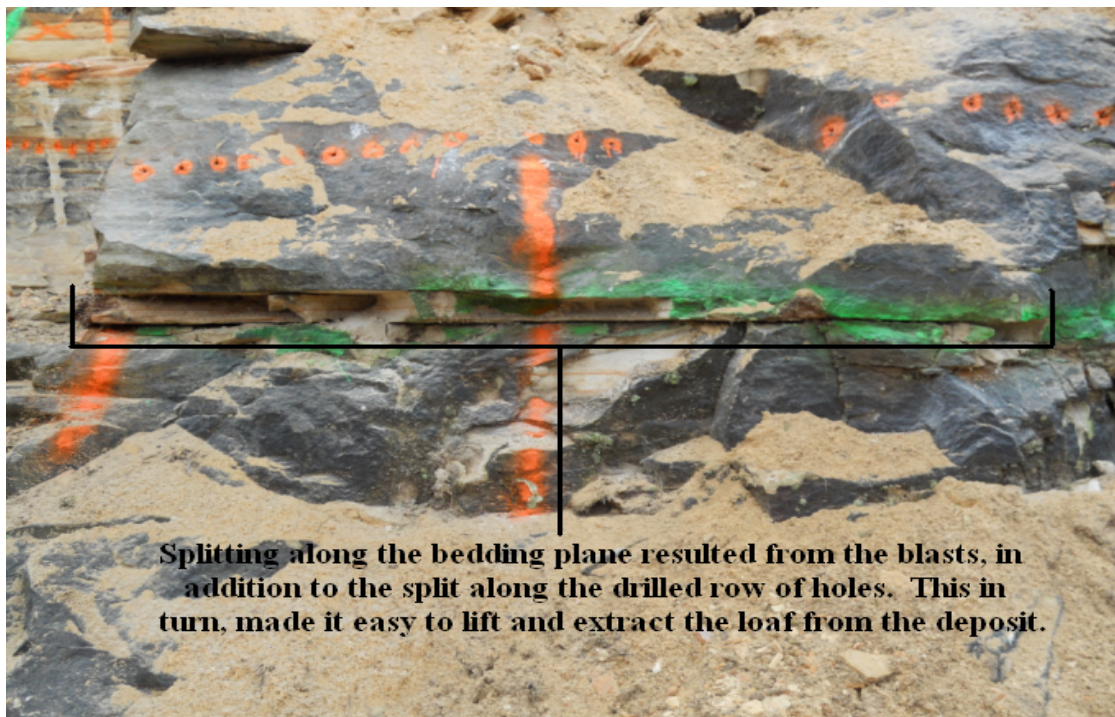 Splitting along the bedding plane resulted from the blasts, in
addition to the split along the drilled row of holes. This in
turn, made it easy to lift and extract the loaf from the deposit.